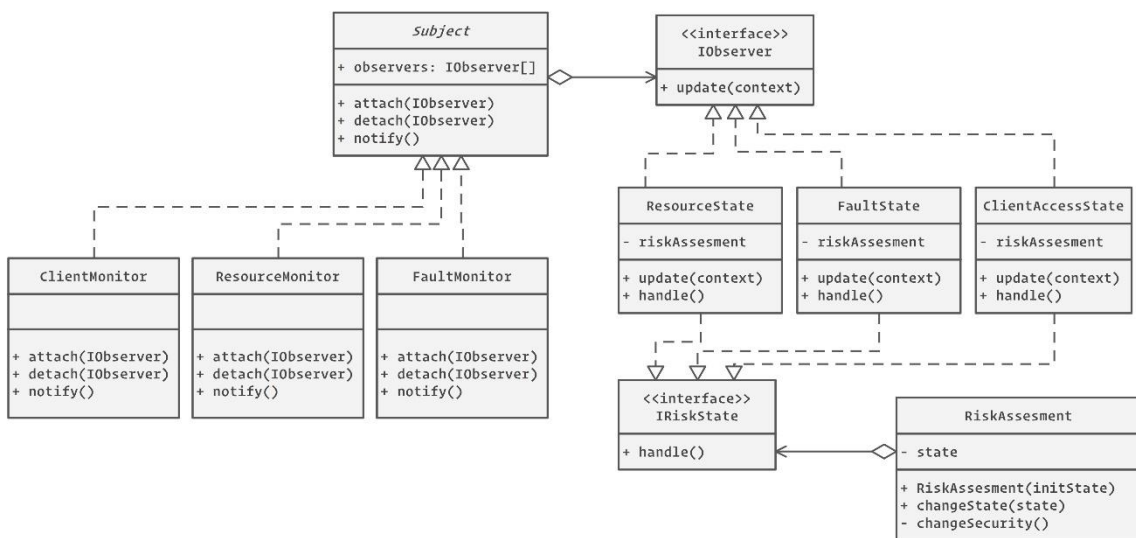 Subject
+ observers: IObserver[]
+ attach(IObserver)
+ detach(IObserver)
+ notify()
<<interface>>
IObserver
+ update(context)
ResourceState
- riskAssesment
+ update(context)
+ handle()
FaultState
- riskAssesment
+ update(context)
+ handle()
ClientAccessState
- riskAssesment
+ update(context)
+ handle()
ClientMonitor
+ attach(IObserver)
+ detach(IObserver)
+ notify()
ResourceMonitor
+ attach(IObserver)
+ detach(IObserver)
+ notify()
FaultMonitor
+ attach(IObserver)
+ detach(IObserver)
+ notify()
<<interface>>
IRiskState
+ handle()
RiskAssesment
- state
+ RiskAssesment(initState)
+ changeState(state)
- changeSecurity()